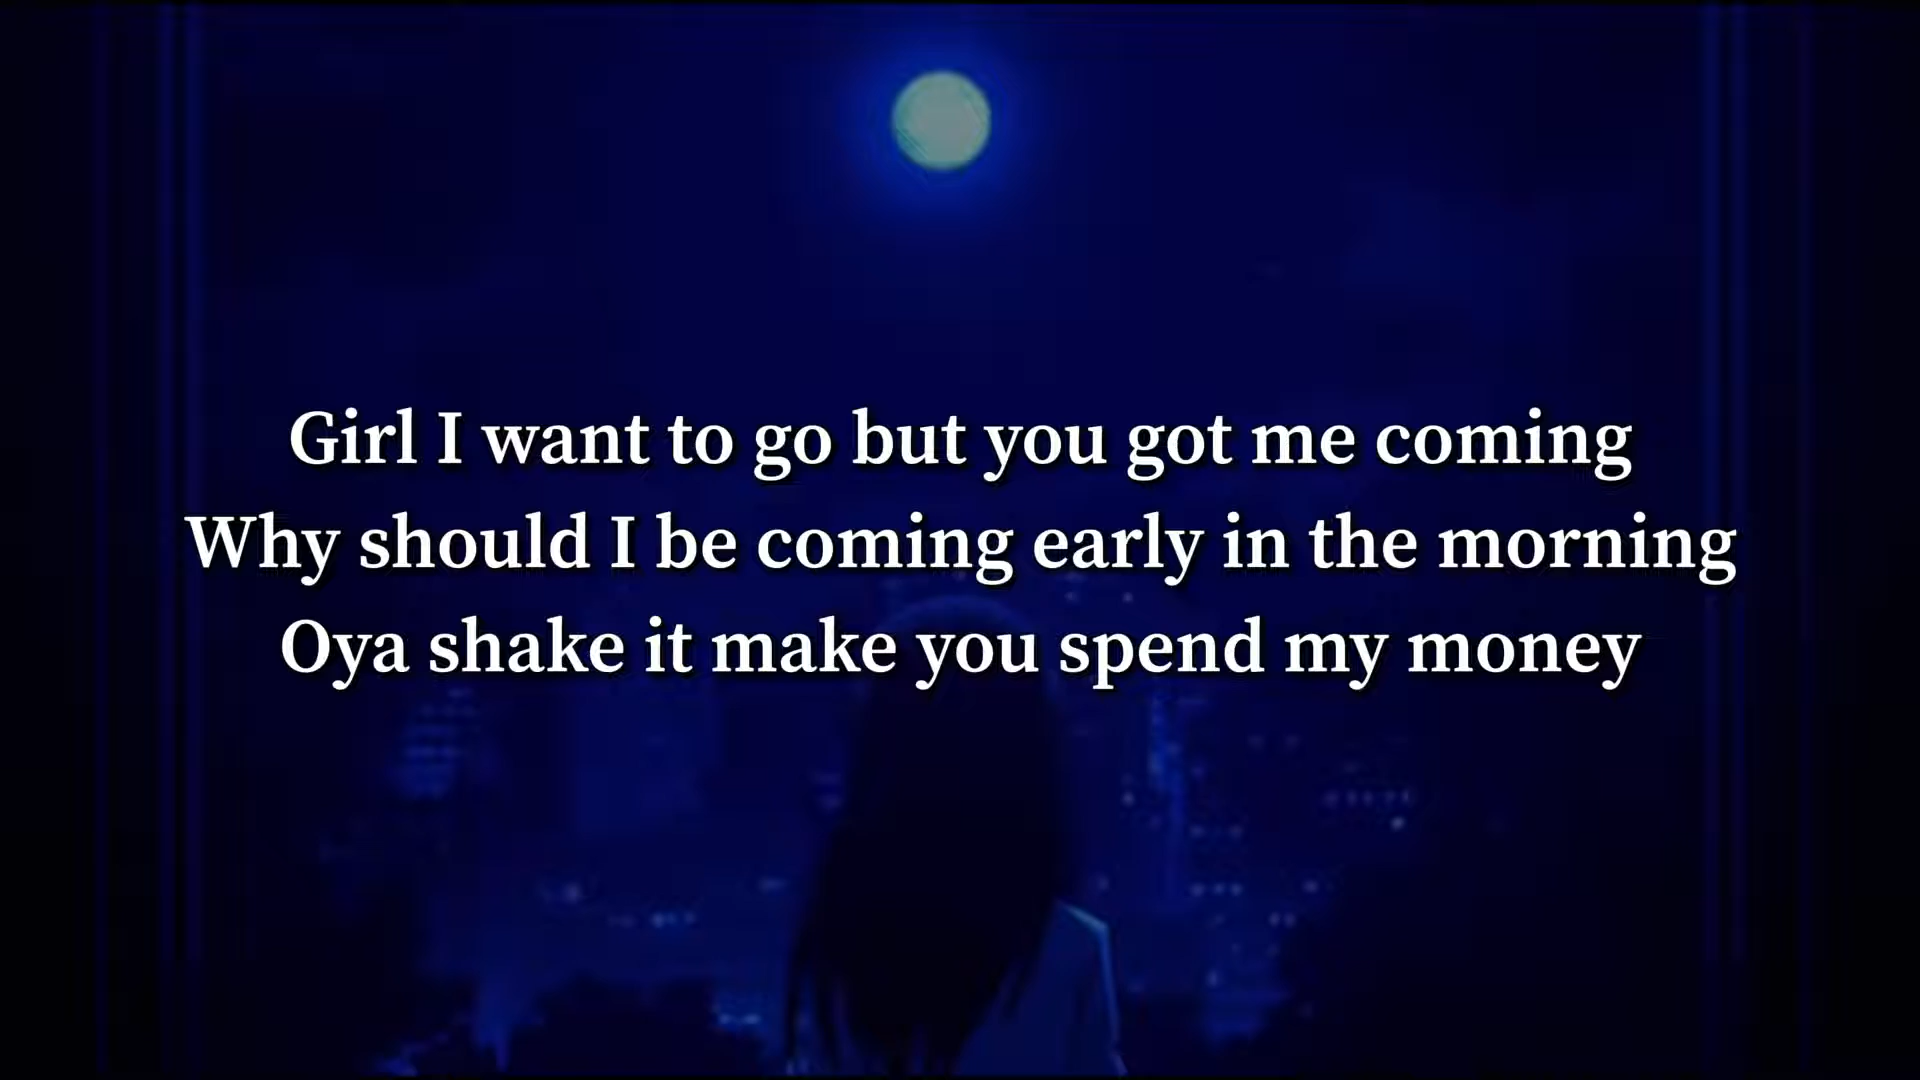 Girl I want to go but you got me coming
Why should I be coming early in the morning
Oya shake it make you spend my money